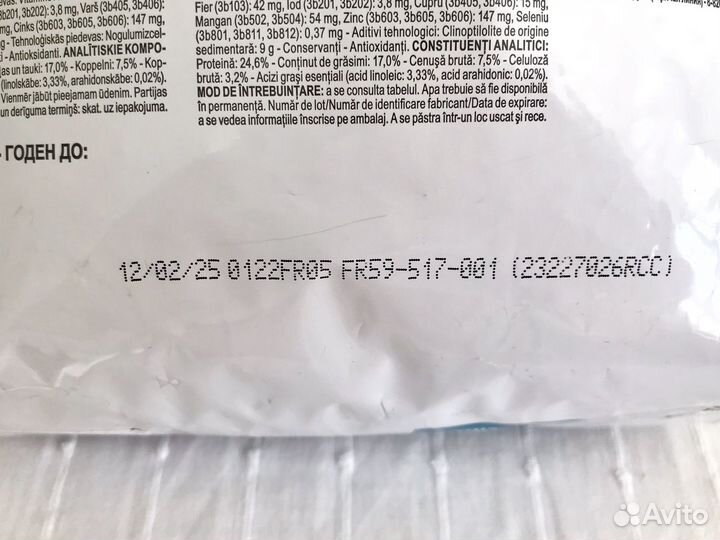 3b201, 3b202): 3,8 mg, Varš (3b405, 3b406):
g, Cinks (3b603, 3b605, 3b606): 147 mg,
g - Tehnoloģiskās piedevas: Nogulumizcel-
- Antioksidanti. ANALĪTISKIE KOMPO-
as un tauki: 17,0% - Koppelni: 7,5% - Kop-
(linolskābe: 3,33%, arahidonskābe: 0,02%).
Vienmēr jābūt pieejamam ūdenim. Partijas
un derīguma termiņš: skat. uz iepakojuma.
Fier (3b103): 42 mg, Iod (3b201, 3b202): 3,8 mg, Cupru (3b405, 3b406): 15 mg,
Mangan (3b502, 3b503, 3b504): 54 mg, Zinc (3b603, 3b605, 3b606): 147 mg, Seleniu
(3b801, 3b811, 3b812): 0,37 mg - Aditivi tehnologici: Clinoptilolite de origine
sedimentară: 9 g - Conservanți - Antioxidanți. CONSTITUENȚI ANALITICI:
Proteină: 24,6% - Conținut de grăsimi: 17,0% - Cenușă brută: 7,5% - Celuloză
brută: 3,2% - Acizi grași esențiali (acid linoleic: 3,33%, acid arahidonic: 0,02%).
MOD DE ÎNTREBUINȚARE: a se consulta tabelul. Apa trebuie să fie disponibilă
în permanență. Număr de lot/Număr de identificare fabricant/Data de expirare:
a se vedea informațiile înscrise pe ambalaj. A se păstra într-un loc uscat și rece.
ГОДЕН ДО:
12/02/25 0122FR05 FR59-517-001 (23227026RCC)
Avito